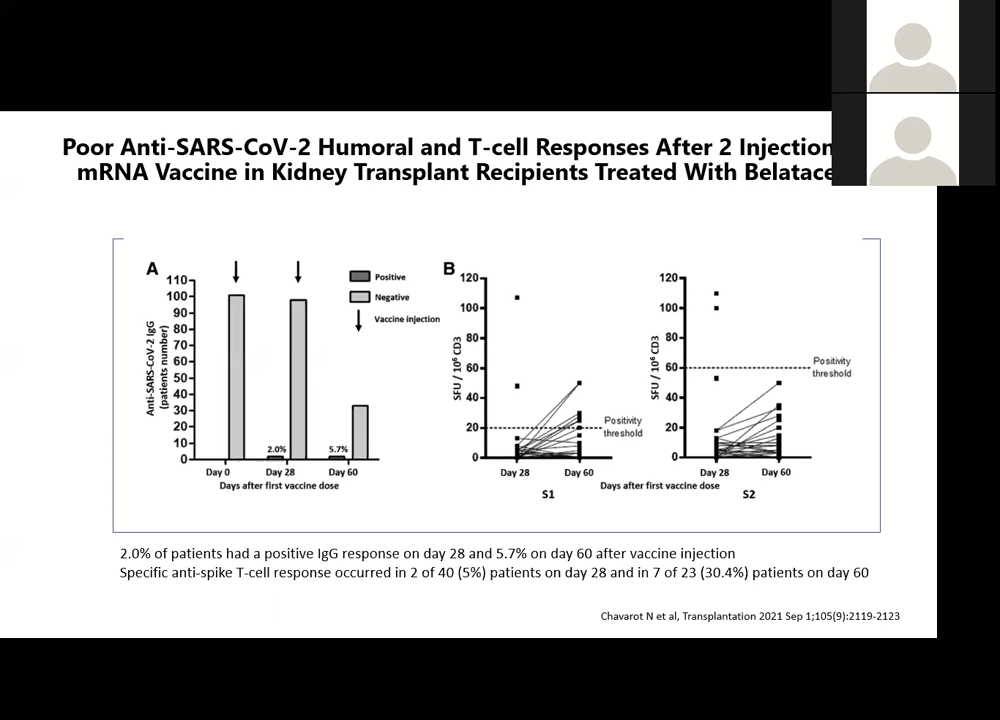 Poor Anti-SARS-CoV-2 Humoral and T-cell Responses After 2 Injection
mRNA Vaccine in Kidney Transplant Recipients Treated With Belatace
A
110
100
90
80
70
60
50
40
30
20
10
0
Anti-SARS-CoV-2 IgG
(patients number)
Positive
Negative
Vaccine injection
2.0%
5.7%
Day 0
Day 28
Day 60
Days after first vaccine dose
B
120
100
80
60
40
20
0
SFU / 10⁶ CD3
Positivity
threshold
Day 28
Day 60
S1
Days after first vaccine dose
120
100
80
60
40
20
0
SFU / 10⁶ CD3
Positivity
threshold
Day 28
Day 60
S2
2.0% of patients had a positive IgG response on day 28 and 5.7% on day 60 after vaccine injection
Specific anti-spike T-cell response occurred in 2 of 40 (5%) patients on day 28 and in 7 of 23 (30.4%) patients on day 60
Chavarot N et al, Transplantation 2021 Sep 1;105(9):2119-2123